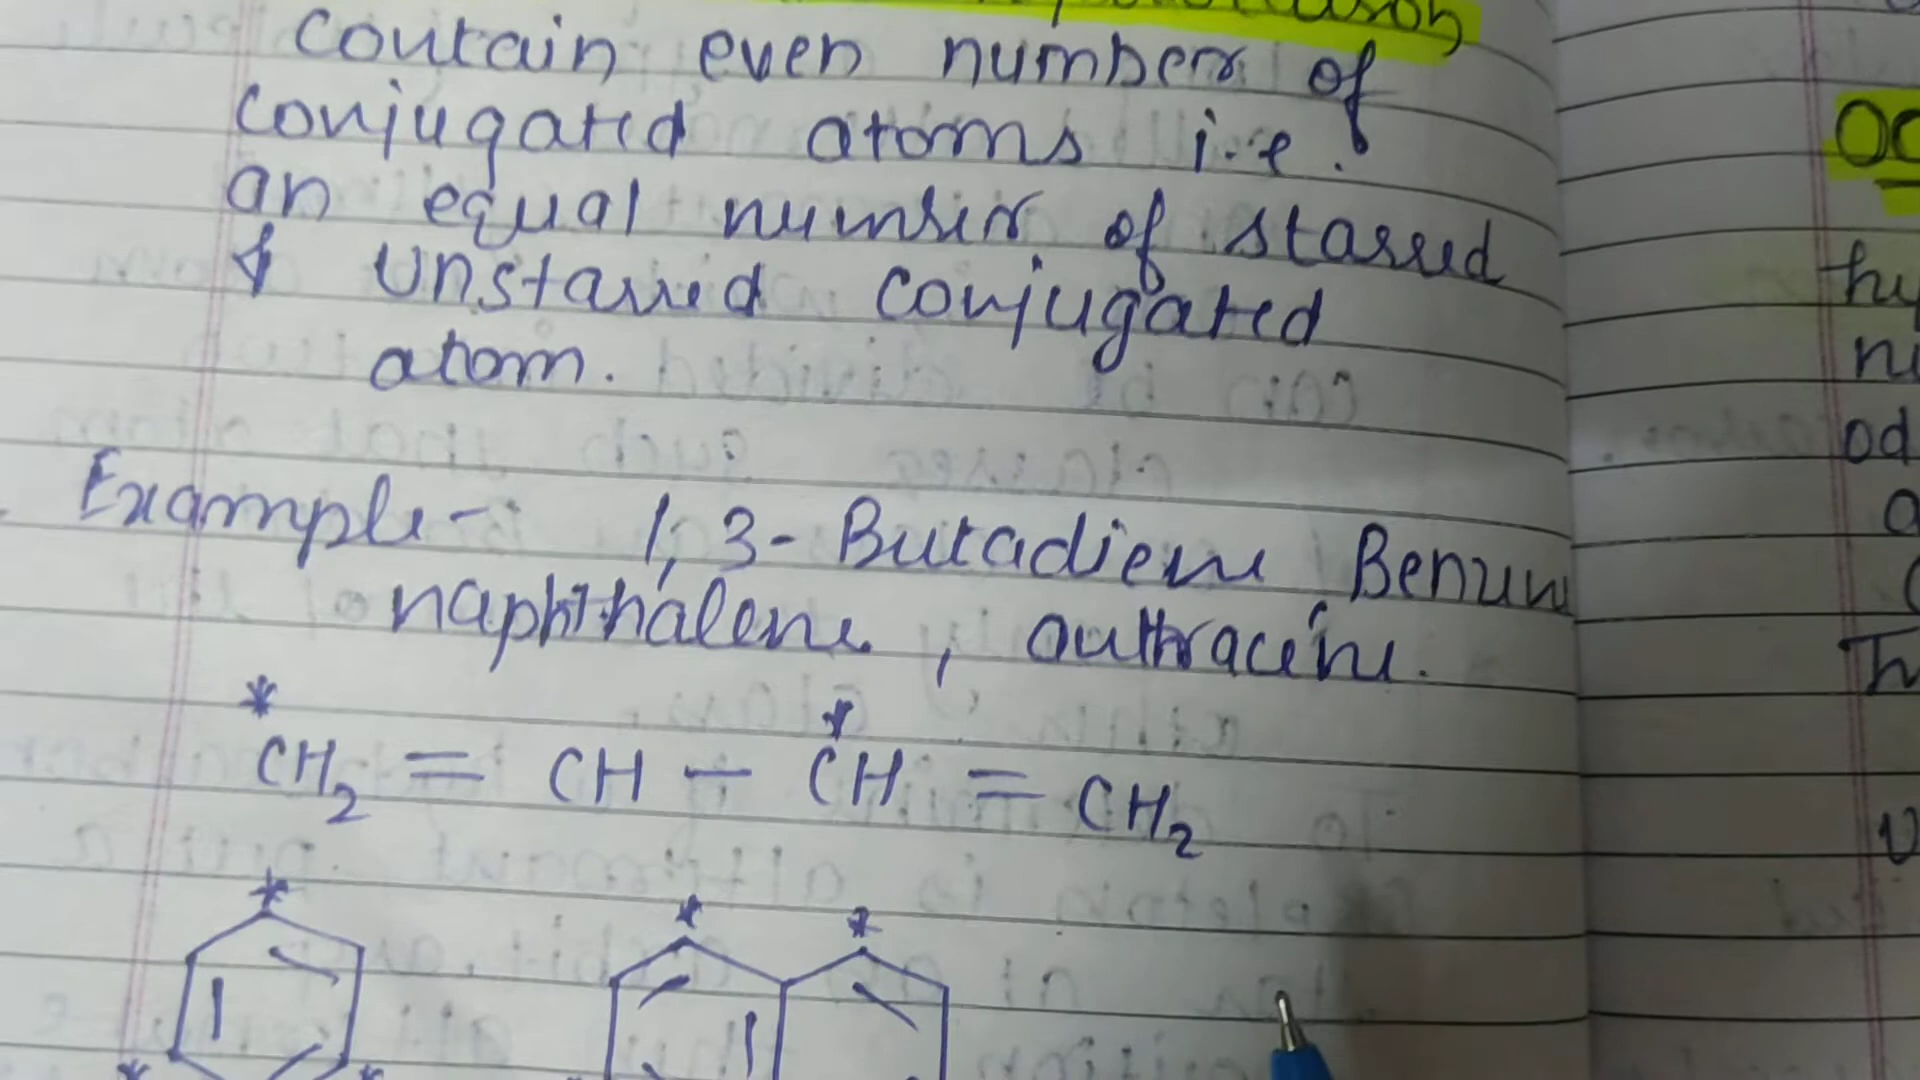 contain even number of
conjugated atoms i.e.
an equal number of starred
& unstarred conjugated
atom.
Example- 1,3-Butadiene Benzene
naphthalene, anthracene.
* *
CH2 = CH - CH = CH2
* * *
* *
od